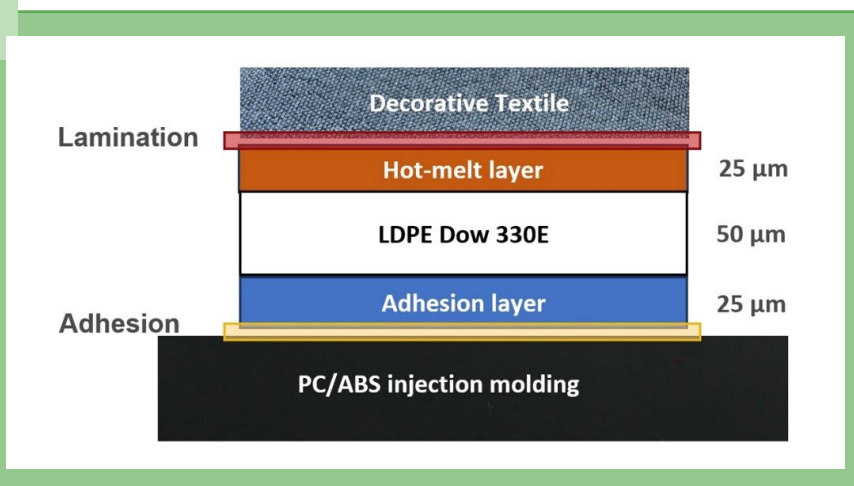 Decorative Textile
Lamination
Hot-melt layer
25 µm
LDPE Dow 330E
50 µm
Adhesion layer
25 µm
Adhesion
PC/ABS injection molding